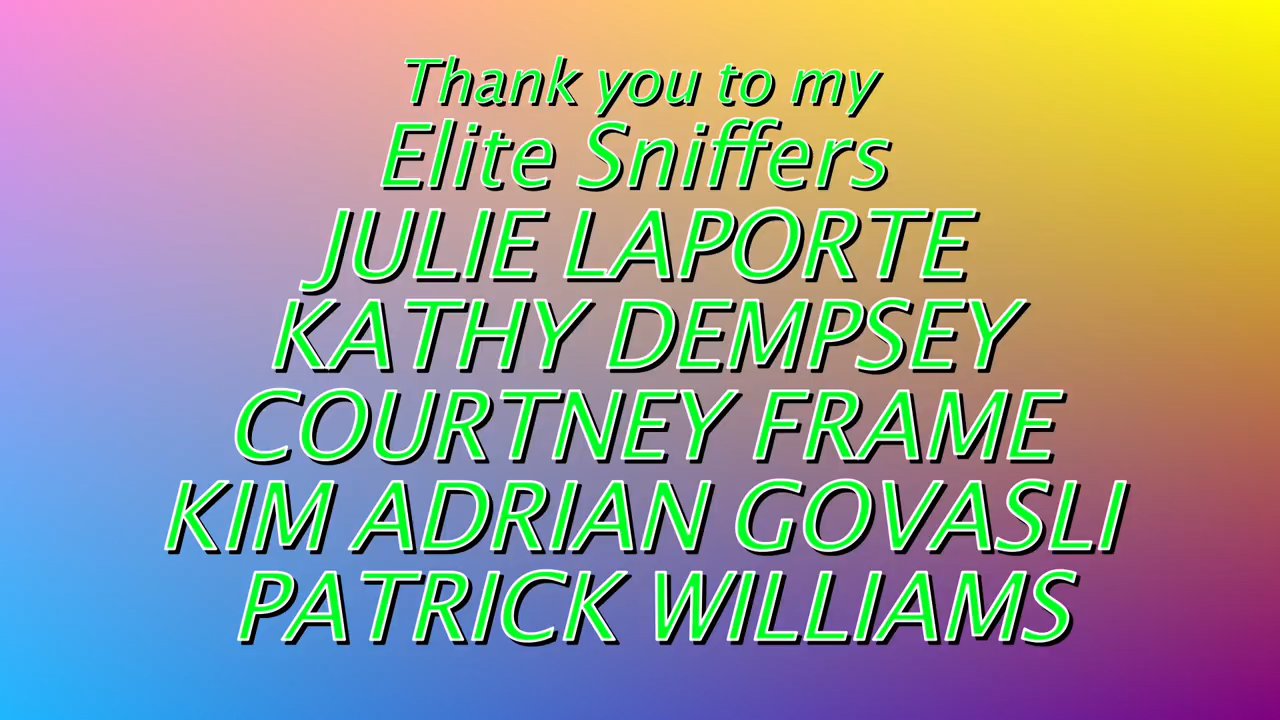 Thank you to my
Elite Sniffers
JULIE LAPORTE
KATHY DEMPSEY
COURTNEY FRAME
KIM ADRIAN GOVASLI
PATRICK WILLIAMS